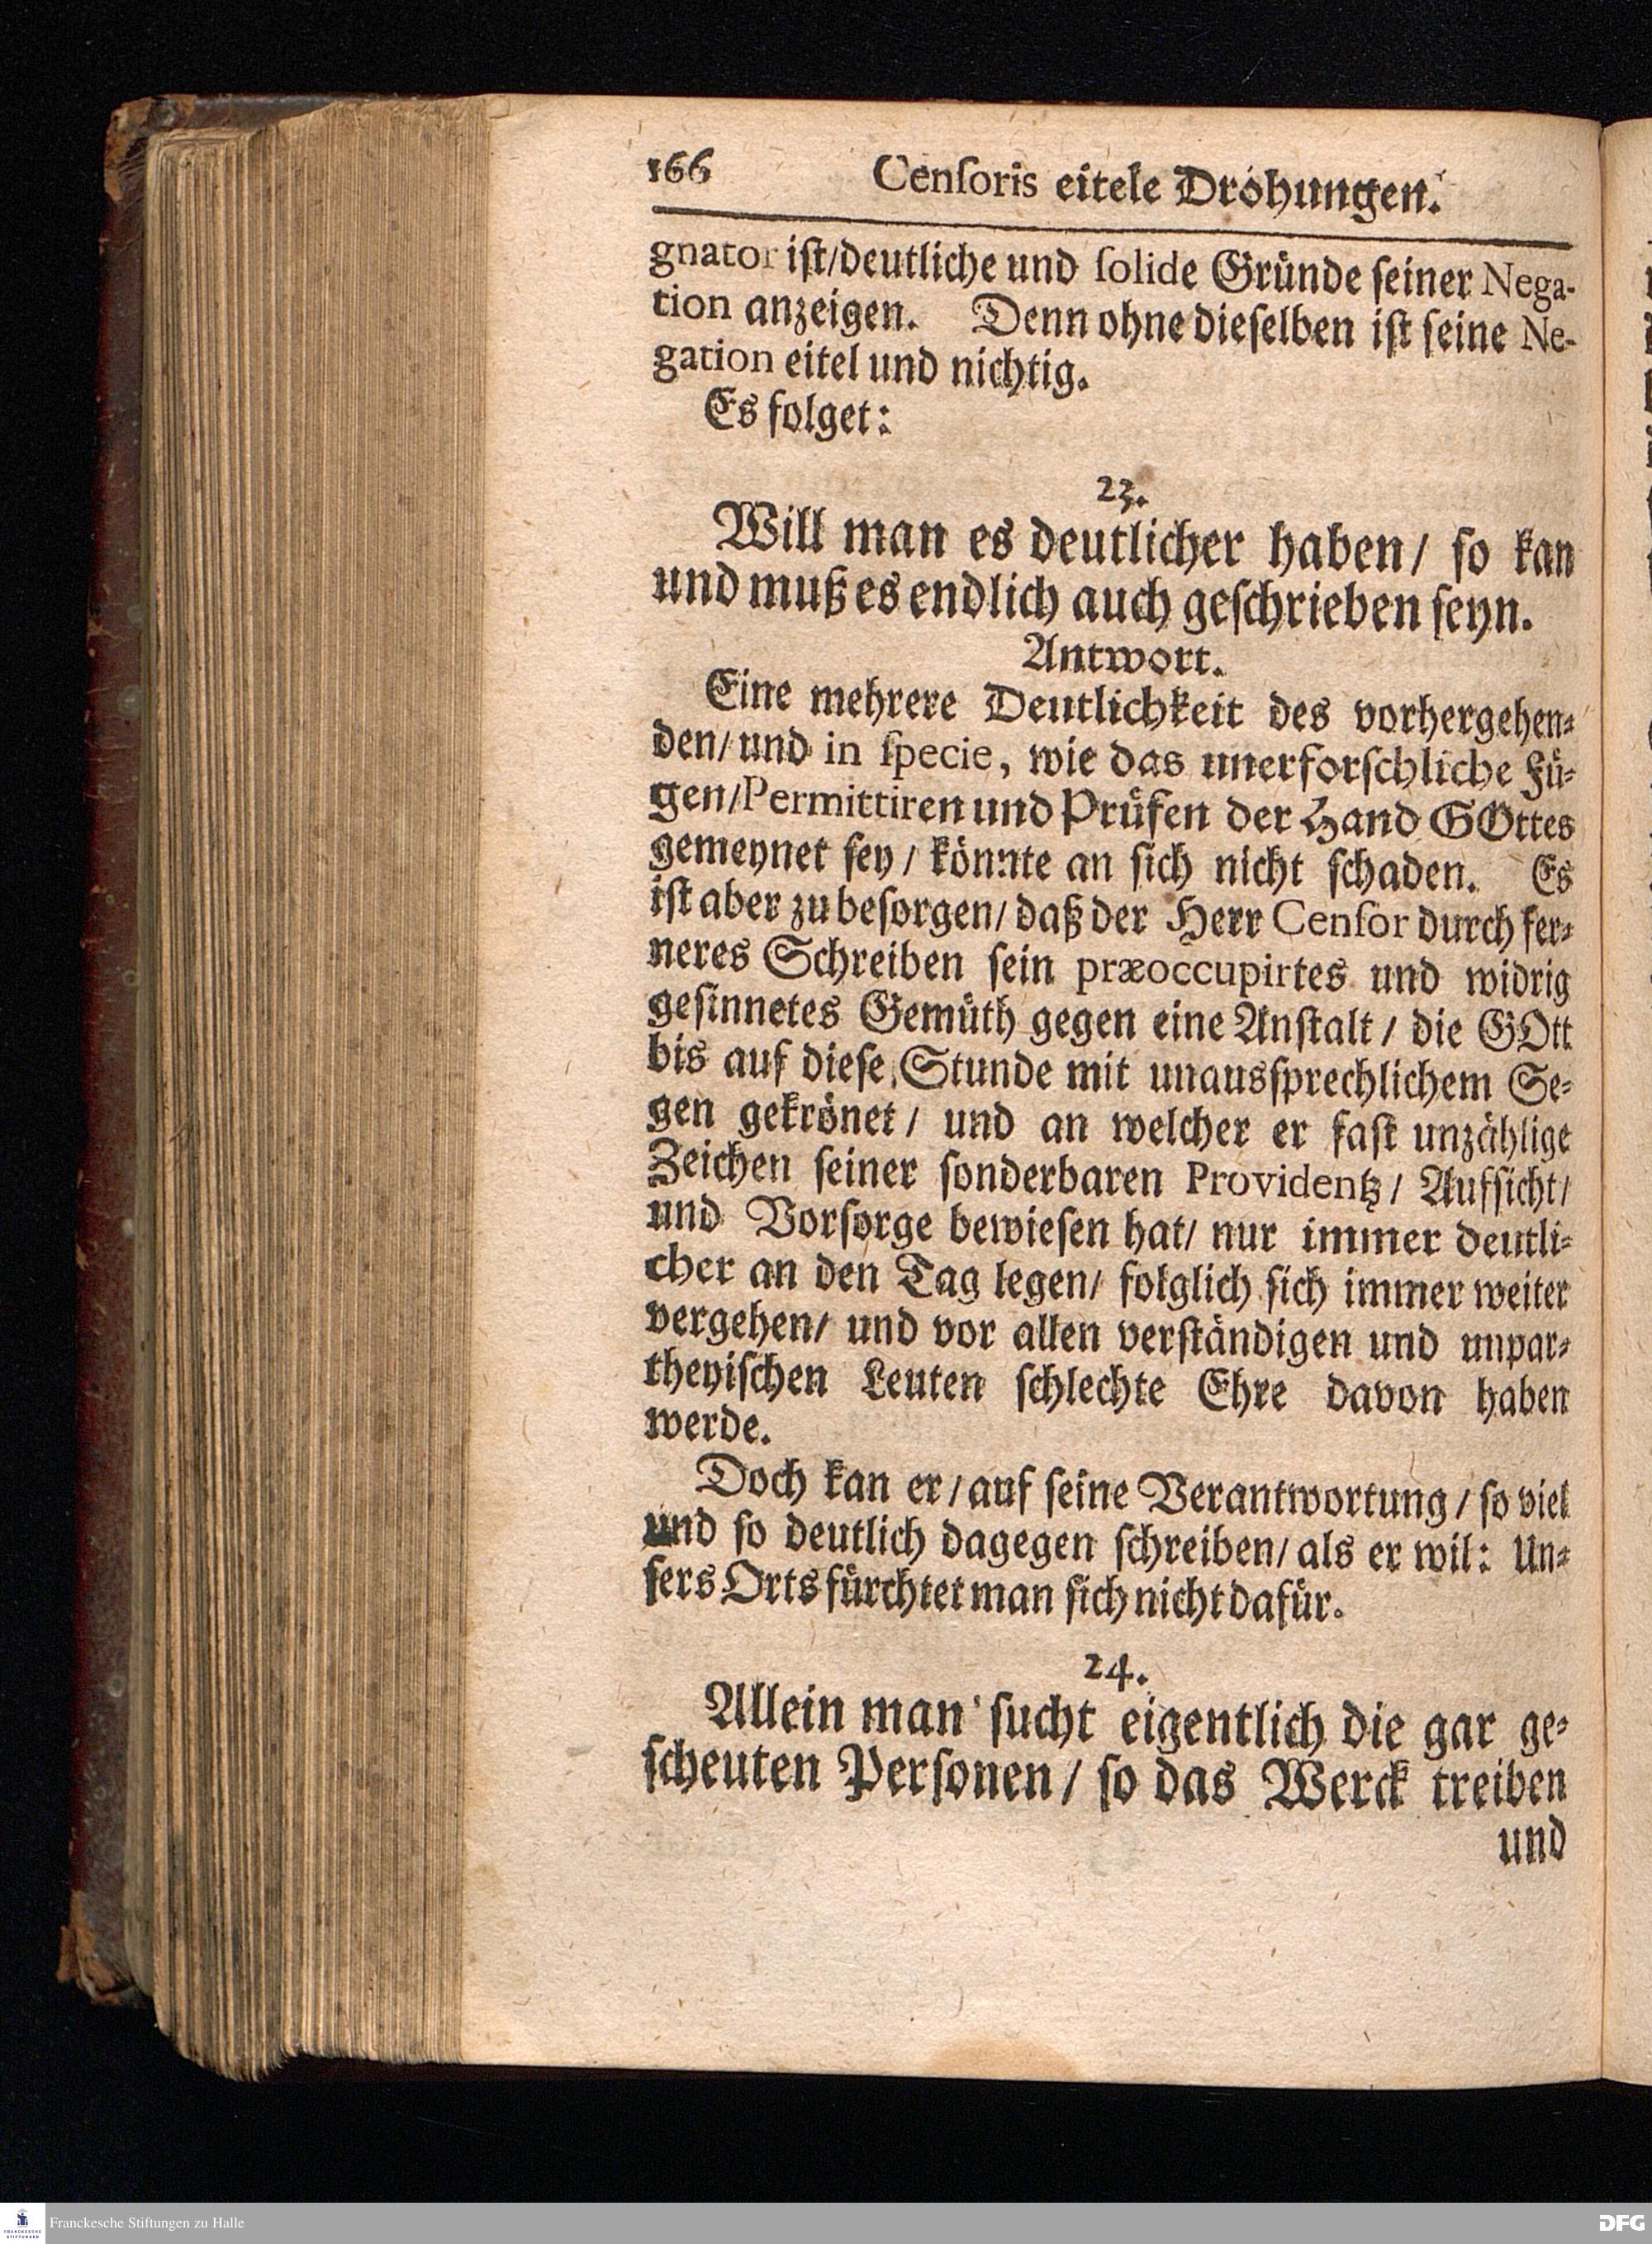 166 Cenſoris eitele Drohungen.
gnator iſt/deutliche und ſolide Gründe ſeiner Nega-
tion anzeigen. Denn ohne dieſelben iſt ſeine Ne-
gation eitel und nichtig.
Es folget:
23.
Will man es deutlicher haben/ ſo kan
und muß es endlich auch geſchrieben ſeyn.
Antwort.
Eine mehrere Deutlichkeit des vorhergehen-
den/ und in ſpecie, wie das unerforſchliche Fü-
gen/Permittiren und Prüfen der Hand GOttes
gemeynet ſey/ könnte an ſich nicht ſchaden. Es
iſt aber zu beſorgen/ daß der Herr Cenſor durch fer-
neres Schreiben ſein præoccupirtes und widrig
geſinnetes Gemüth gegen eine Anſtalt/ die GOtt
bis auf dieſe Stunde mit unausſprechlichem Se-
gen gekrönet/ und an welcher er faſt unzählige
Zeichen ſeiner ſonderbaren Providentz/ Aufſicht/
und Vorſorge bewieſen hat/ nur immer deutli-
cher an den Tag legen/ folglich ſich immer weiter
vergehen/ und vor allen verſtändigen und unpar-
theyiſchen Leuten ſchlechte Ehre davon haben
werde.
Doch kan er/ auf ſeine Verantwortung/ ſo viel
und ſo deutlich dagegen ſchreiben/ als er wil: Un-
ſers Orts fürchtet man ſich nicht dafür.
24.
Allein man ſucht eigentlich die gar ge-
ſcheuten Perſonen/ ſo das Werck treiben
und
Franckesche Stiftungen zu Halle
DFG